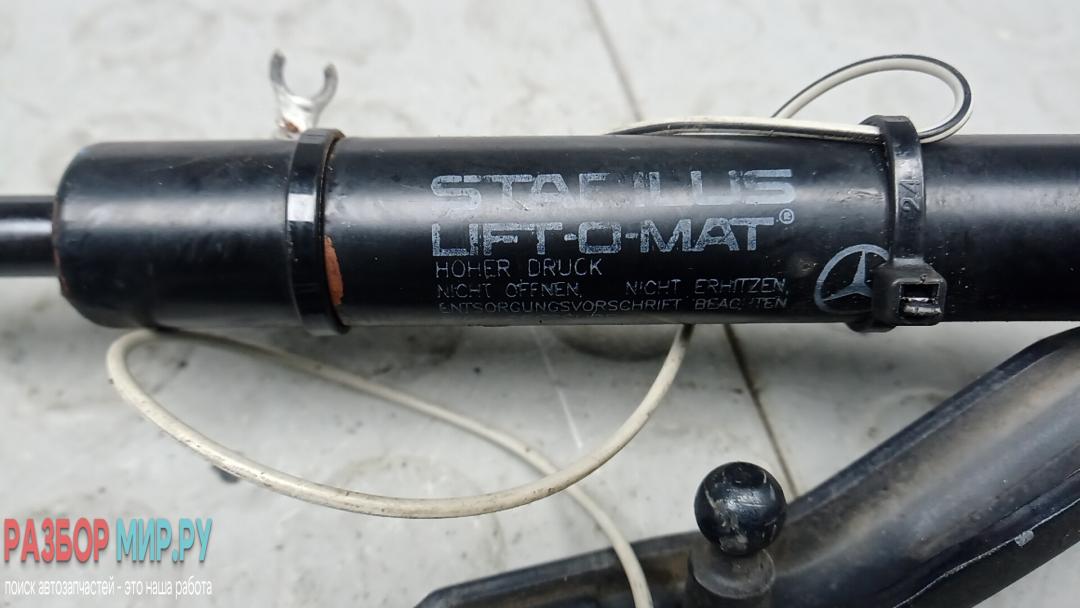 STABILUS
LIFT-O-MAT®
HOHER DRUCK
NICHT ÖFFNEN, NICHT ERHITZEN,
ENTSORGUNGSVORSCHRIFT BEACHTEN
24
РАЗБОР МИР.РУ
поиск автозапчастей - это наша работа